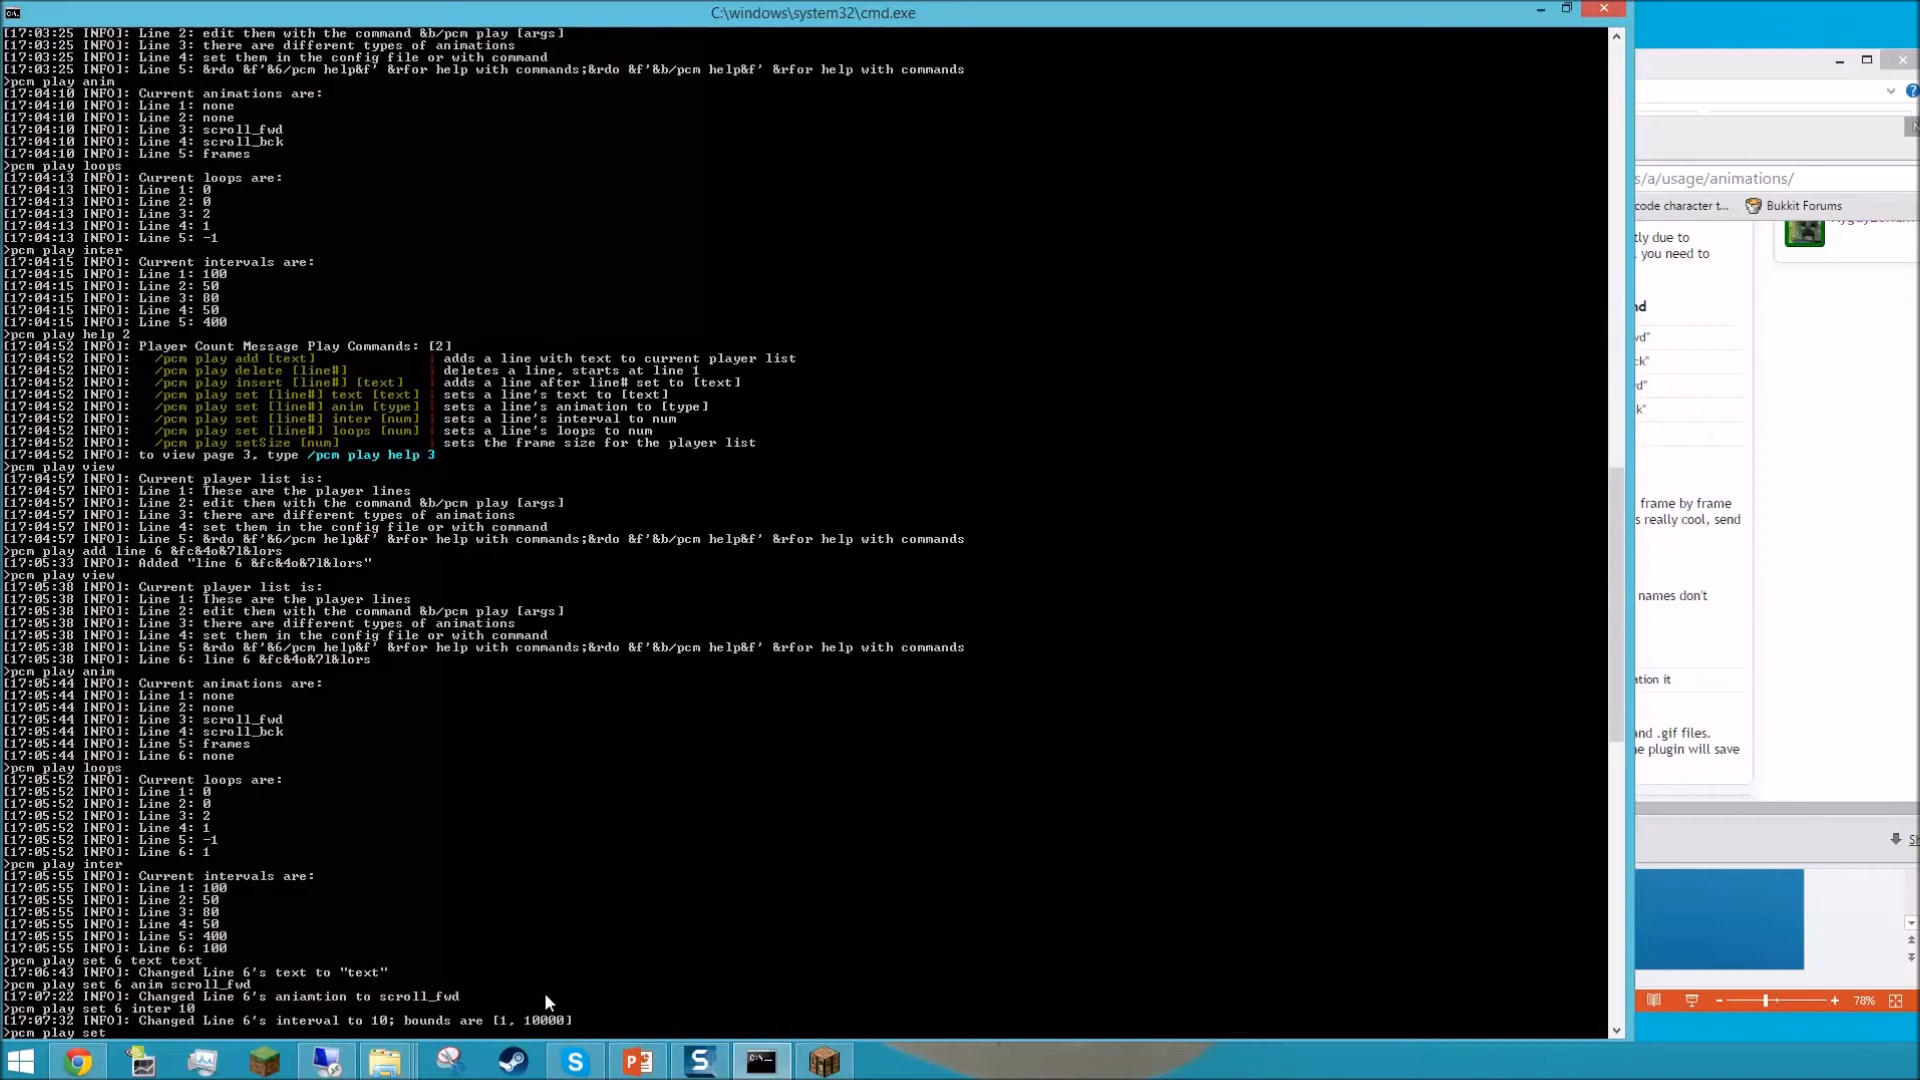 C:\windows\system32\cmd.exe
[17:03:25 INFO]: Line 2: edit them with the command &b/pcm play [args]
[17:03:25 INFO]: Line 3: there are different types of animations
[17:03:25 INFO]: Line 4: set them in the config file or with command
[17:03:25 INFO]: Line 5: &rdo &f'&6/pcm help&f' &rfor help with commands;&rdo &f'&b/pcm help&f' &rfor help with commands
>pcm play anim
[17:04:10 INFO]: Current animations are:
[17:04:10 INFO]: Line 1: none
[17:04:10 INFO]: Line 2: none
[17:04:10 INFO]: Line 3: scroll_fwd
[17:04:10 INFO]: Line 4: scroll_bck
[17:04:10 INFO]: Line 5: frames
>pcm play loops
[17:04:13 INFO]: Current loops are:
[17:04:13 INFO]: Line 1: 0
[17:04:13 INFO]: Line 2: 0
[17:04:13 INFO]: Line 3: 2
[17:04:13 INFO]: Line 4: 1
[17:04:13 INFO]: Line 5: -1
>pcm play inter
[17:04:15 INFO]: Current intervals are:
[17:04:15 INFO]: Line 1: 100
[17:04:15 INFO]: Line 2: 50
[17:04:15 INFO]: Line 3: 80
[17:04:15 INFO]: Line 4: 50
[17:04:15 INFO]: Line 5: 400
>pcm play help 2
[17:04:52 INFO]: Player Count Message Play Commands: [2]
[17:04:52 INFO]: /pcm play add [text] | adds a line with text to current player list
[17:04:52 INFO]: /pcm play delete [line#] | deletes a line, starts at line 1
[17:04:52 INFO]: /pcm play insert [line#] [text] | adds a line after line# set to [text]
[17:04:52 INFO]: /pcm play set [line#] text [text] | sets a line's text to [text]
[17:04:52 INFO]: /pcm play set [line#] anim [type] | sets a line's animation to [type]
[17:04:52 INFO]: /pcm play set [line#] inter [num] | sets a line's interval to num
[17:04:52 INFO]: /pcm play set [line#] loops [num] | sets a line's loops to num
[17:04:52 INFO]: /pcm play setSize [num] | sets the frame size for the player list
[17:04:52 INFO]: to view page 3, type /pcm play help 3
>pcm play view
[17:04:57 INFO]: Current player list is:
[17:04:57 INFO]: Line 1: These are the player lines
[17:04:57 INFO]: Line 2: edit them with the command &b/pcm play [args]
[17:04:57 INFO]: Line 3: there are different types of animations
[17:04:57 INFO]: Line 4: set them in the config file or with command
[17:04:57 INFO]: Line 5: &rdo &f'&6/pcm help&f' &rfor help with commands;&rdo &f'&b/pcm help&f' &rfor help with commands
>pcm play add line 6 &fc&4o&7l&lors
[17:05:33 INFO]: Added "line 6 &fc&4o&7l&lors"
>pcm play view
[17:05:38 INFO]: Current player list is:
[17:05:38 INFO]: Line 1: These are the player lines
[17:05:38 INFO]: Line 2: edit them with the command &b/pcm play [args]
[17:05:38 INFO]: Line 3: there are different types of animations
[17:05:38 INFO]: Line 4: set them in the config file or with command
[17:05:38 INFO]: Line 5: &rdo &f'&6/pcm help&f' &rfor help with commands;&rdo &f'&b/pcm help&f' &rfor help with commands
[17:05:38 INFO]: Line 6: line 6 &fc&4o&7l&lors
>pcm play anim
[17:05:44 INFO]: Current animations are:
[17:05:44 INFO]: Line 1: none
[17:05:44 INFO]: Line 2: none
[17:05:44 INFO]: Line 3: scroll_fwd
[17:05:44 INFO]: Line 4: scroll_bck
[17:05:44 INFO]: Line 5: frames
[17:05:44 INFO]: Line 6: none
>pcm play loops
[17:05:52 INFO]: Current loops are:
[17:05:52 INFO]: Line 1: 0
[17:05:52 INFO]: Line 2: 0
[17:05:52 INFO]: Line 3: 2
[17:05:52 INFO]: Line 4: 1
[17:05:52 INFO]: Line 5: -1
[17:05:52 INFO]: Line 6: 1
>pcm play inter
[17:05:55 INFO]: Current intervals are:
[17:05:55 INFO]: Line 1: 100
[17:05:55 INFO]: Line 2: 50
[17:05:55 INFO]: Line 3: 80
[17:05:55 INFO]: Line 4: 50
[17:05:55 INFO]: Line 5: 400
[17:05:55 INFO]: Line 6: 100
>pcm play set 6 text text
[17:06:43 INFO]: Changed Line 6's text to "text"
>pcm play set 6 anim scroll_fwd
[17:07:22 INFO]: Changed Line 6's aniamtion to scroll_fwd
>pcm play set 6 inter 10
[17:07:32 INFO]: Changed Line 6's interval to 10; bounds are [1, 10000]
>pcm play set
s/a/usage/animations/
code character t...
Bukkit Forums
tly due to
you need to
nd
wd"
ck"
wd"
k"
frame by frame
s really cool, send
names don't
ation it
and .gif files.
ne plugin will save
78%